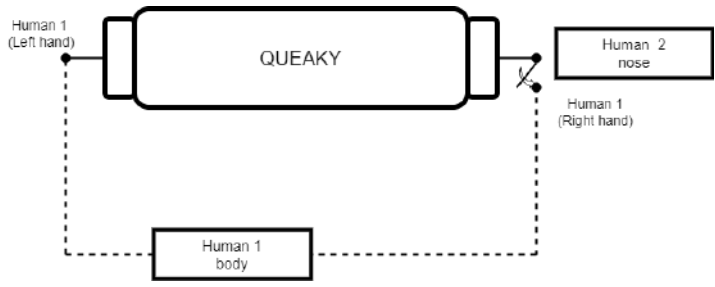 Human 1
(Left hand)
QUEAKY
Human 2
nose
Human 1
(Right hand)
Human 1
body